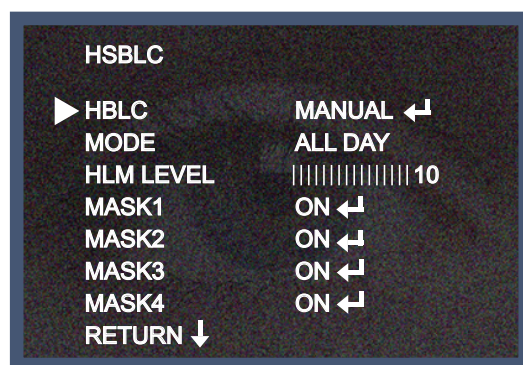 HSBLC
HBLC MANUAL ↵
MODE ALL DAY
HLM LEVEL ||||||||||||||||| 10
MASK1 ON ↵
MASK2 ON ↵
MASK3 ON ↵
MASK4 ON ↵
RETURN ↓